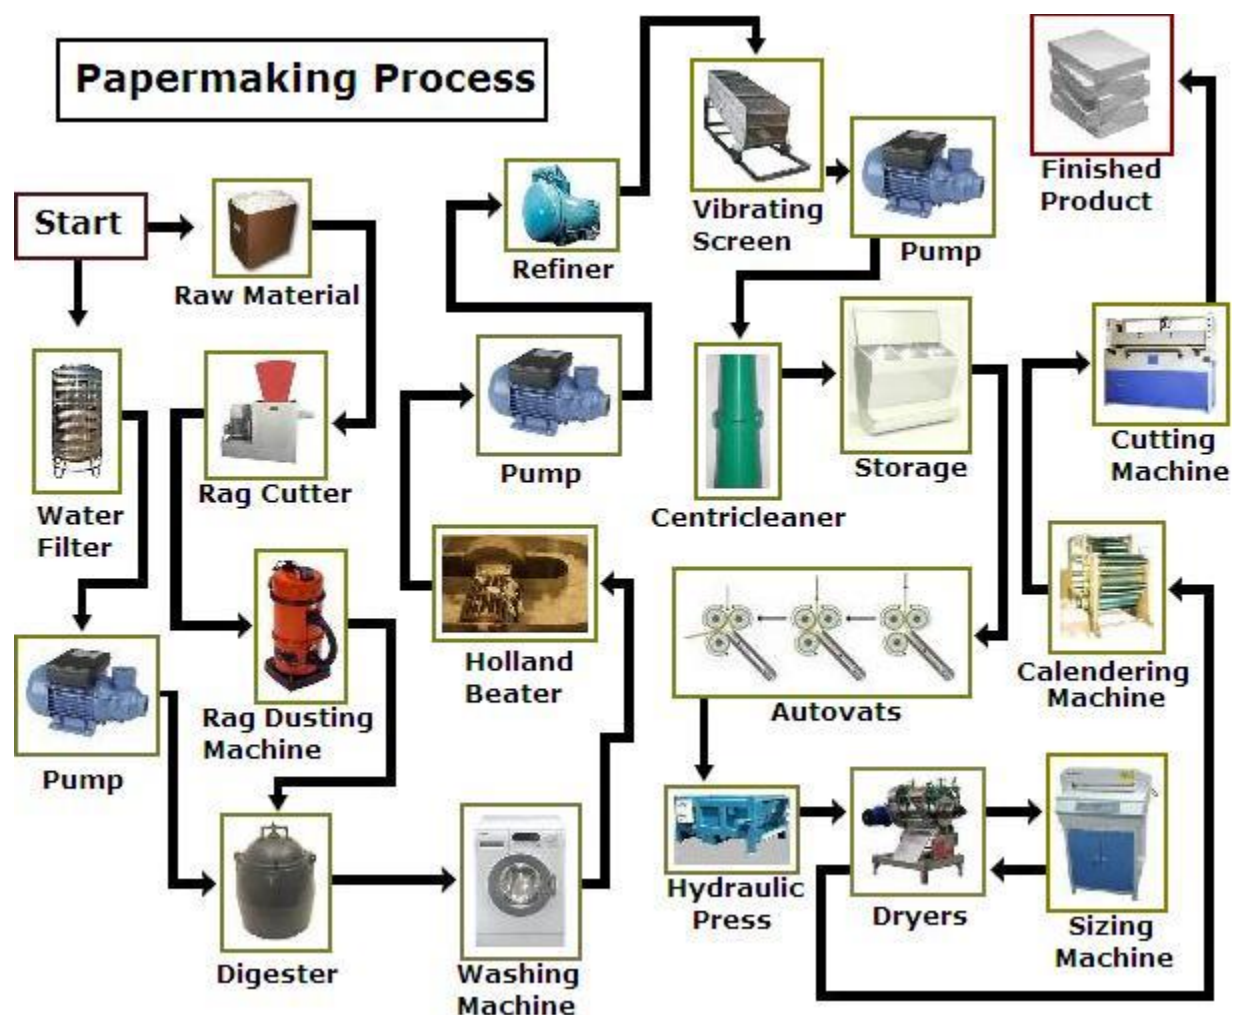 Papermaking Process
Start
Raw Material
Water
Filter
Rag Cutter
Pump
Rag Dusting
Machine
Digester
Washing
Machine
Holland
Beater
Pump
Refiner
Vibrating
Screen
Pump
Centricleaner
Storage
Autovats
Hydraulic
Press
Dryers
Sizing
Machine
Calendering
Machine
Cutting
Machine
Finished
Product